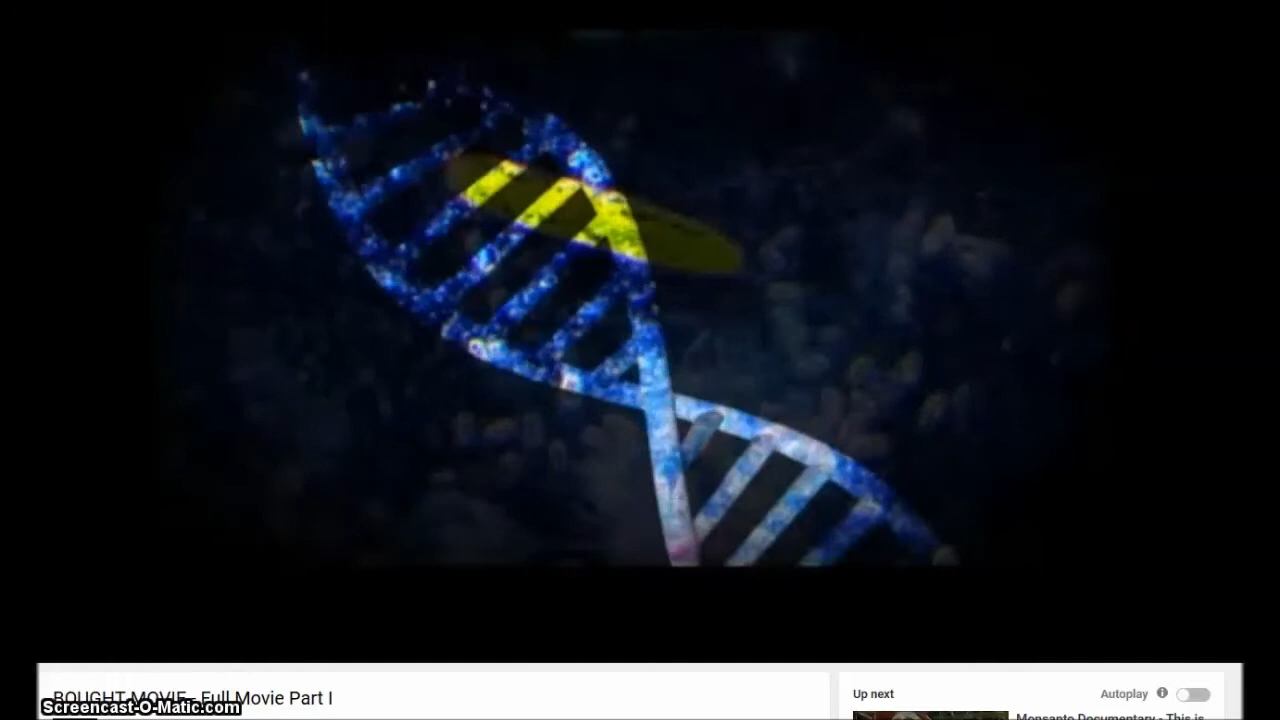 BOUGHT MOVIE- Full Movie Part I
Screencast-O-Matic.com
Up next
Autoplay
Monsanto Documentary - This is